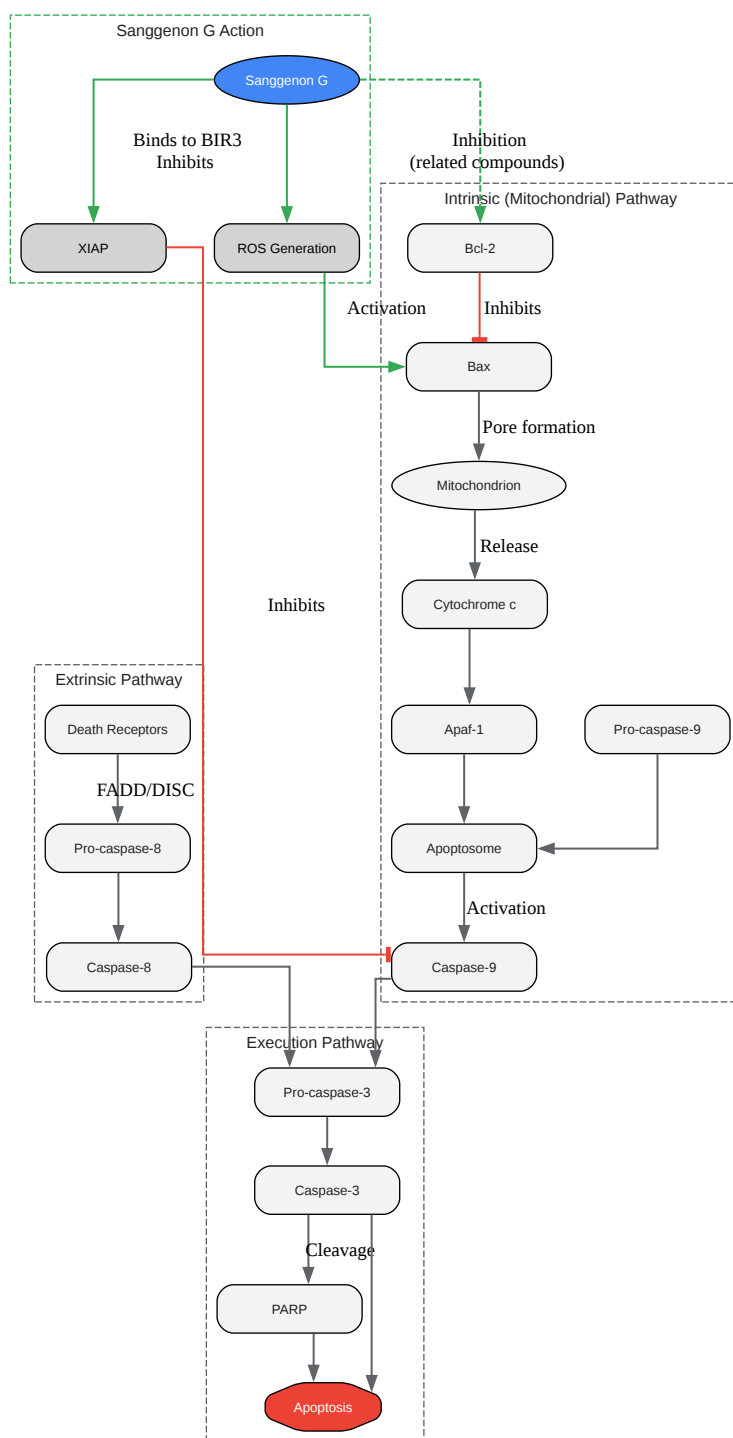 Sanggenon G Action
Sanggenon G
Binds to BIR3
Inhibits
Inhibition
(related compounds)
Intrinsic (Mitochondrial) Pathway
XIAP
ROS Generation
Bcl-2
Activation
Inhibits
Bax
Pore formation
Mitochondrion
Release
Cytochrome c
Inhibits
Extrinsic Pathway
Death Receptors
Apaf-1
Pro-caspase-9
FADD/DISC
Pro-caspase-8
Apoptosome
Activation
Caspase-8
Caspase-9
Execution Pathway
Pro-caspase-3
Caspase-3
Cleavage
PARP
Apoptosis